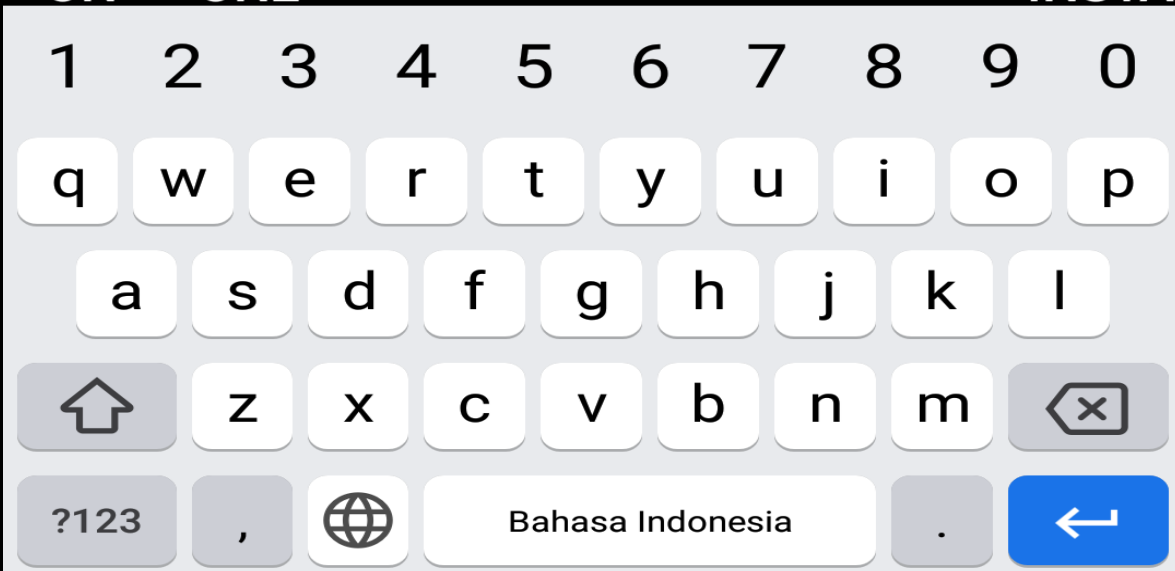 1 2 3 4 5 6 7 8 9 0
q w e r t y u i o p
a s d f g h j k l
z x c v b n m
?123 , Bahasa Indonesia .